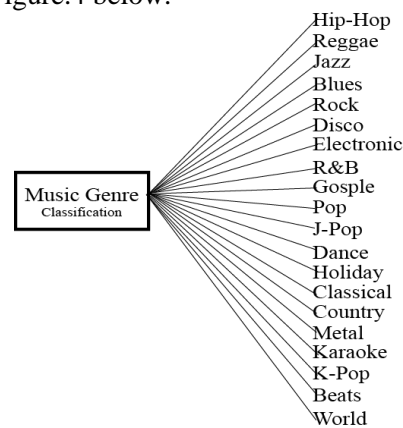 Figure.4 below.
Hip-Hop
Reggae
Jazz
Blues
Rock
Disco
Electronic
R&B
Gosple
Pop
J-Pop
Dance
Holiday
Classical
Country
Metal
Karaoke
K-Pop
Beats
World
Music Genre
Classification